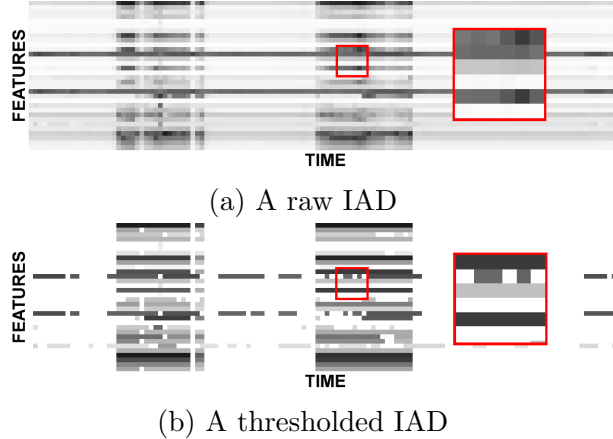 FEATURES
TIME
(a) A raw IAD
FEATURES
TIME
(b) A thresholded IAD